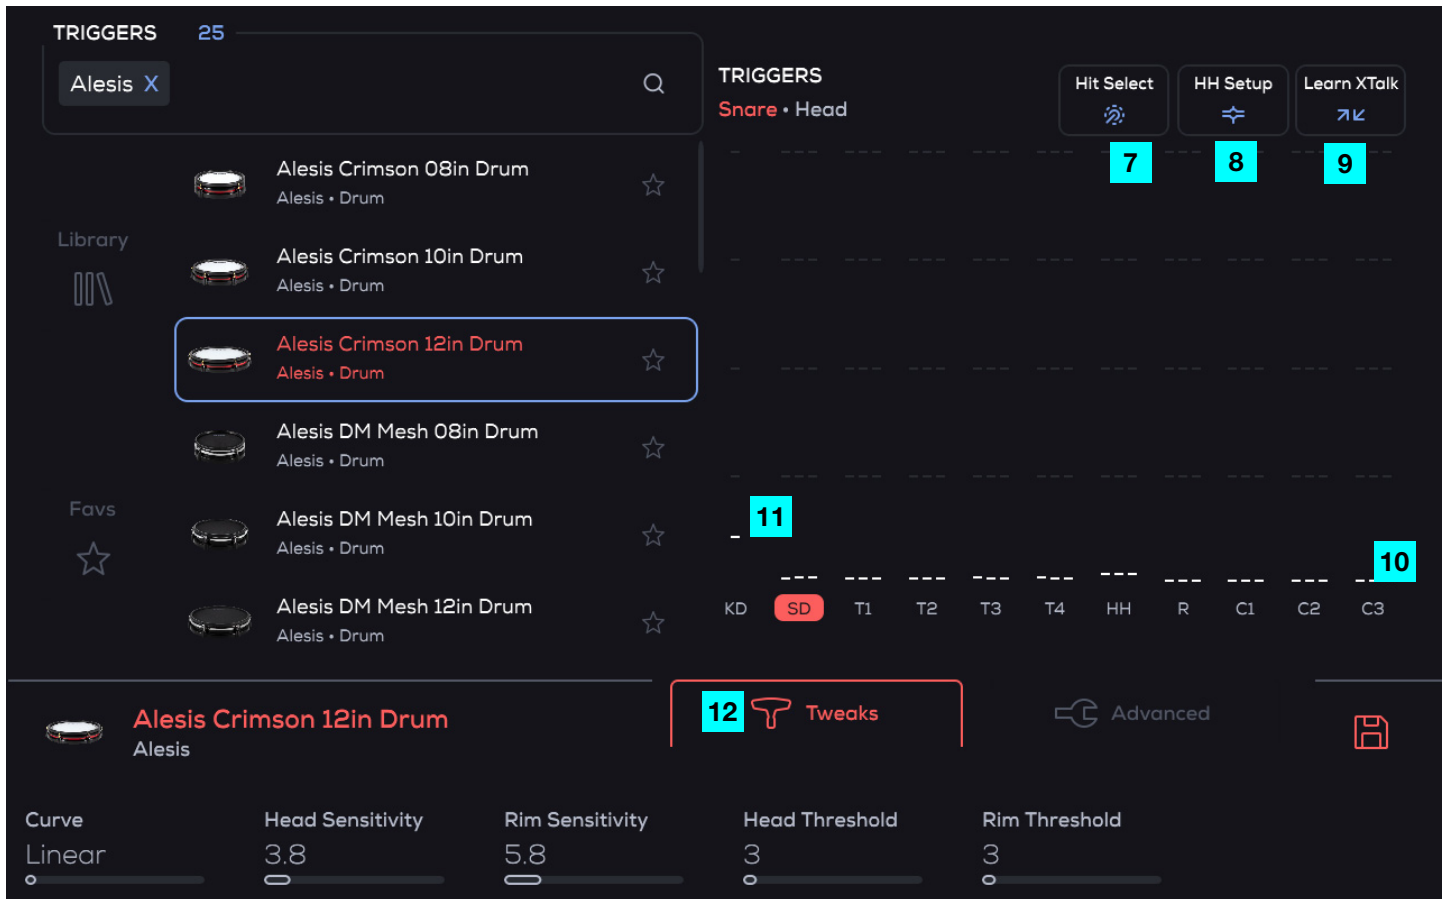 TRIGGERS 25
Alesis X
Alesis Crimson 08in Drum
Alesis • Drum
Library
Alesis Crimson 10in Drum
Alesis • Drum
Alesis Crimson 12in Drum
Alesis • Drum
Alesis DM Mesh 08in Drum
Alesis • Drum
Favs
Alesis DM Mesh 10in Drum
Alesis • Drum
Alesis DM Mesh 12in Drum
Alesis • Drum
TRIGGERS
Snare • Head
Hit Select
HH Setup
Learn XTalk
7 8 9
11
10
KD SD T1 T2 T3 T4 HH R C1 C2 C3
Alesis Crimson 12in Drum
Alesis
12 Tweaks
Advanced
Curve Head Sensitivity Rim Sensitivity Head Threshold Rim Threshold
Linear 3.8 5.8 3 3